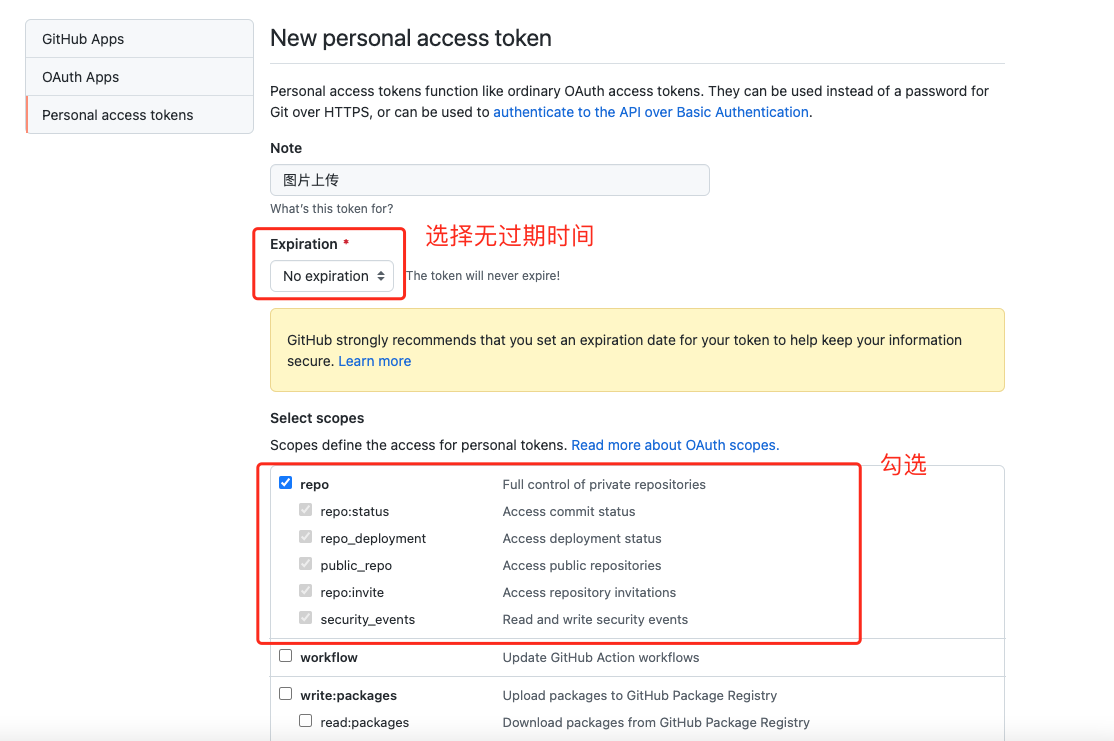 GitHub Apps
OAuth Apps
Personal access tokens
New personal access token
Personal access tokens function like ordinary OAuth access tokens. They can be used instead of a password for
Git over HTTPS, or can be used to authenticate to the API over Basic Authentication.
Note
图片上传
What's this token for?
选择无过期时间
Expiration *
No expiration
The token will never expire!
GitHub strongly recommends that you set an expiration date for your token to help keep your information
secure. Learn more
Select scopes
Scopes define the access for personal tokens. Read more about OAuth scopes.
勾选
repo Full control of private repositories
repo:status Access commit status
repo_deployment Access deployment status
public_repo Access public repositories
repo:invite Access repository invitations
security_events Read and write security events
workflow Update GitHub Action workflows
write:packages Upload packages to GitHub Package Registry
read:packages Download packages from GitHub Package Registry